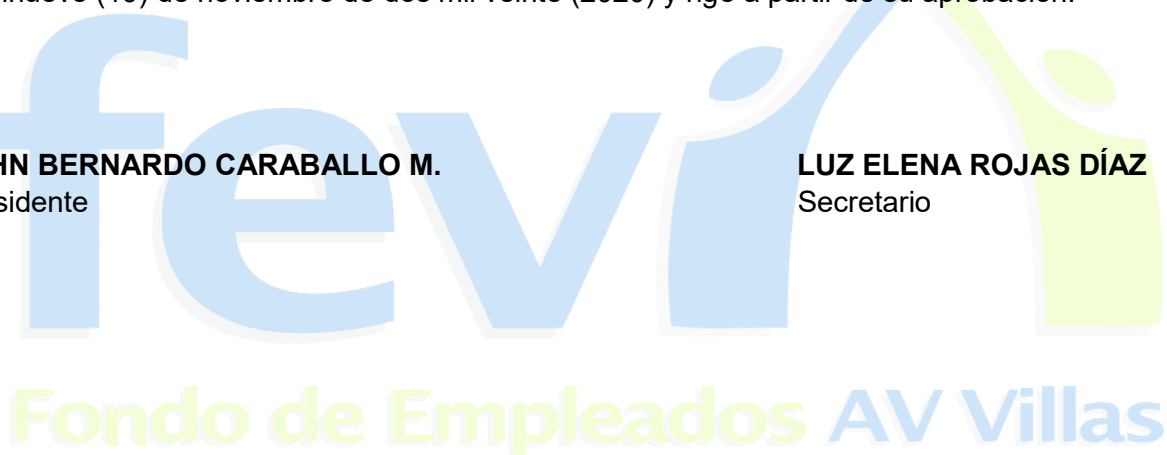 HN BERNARDO CARABALLO M. LUZ ELENA ROJAS DÍAZ
sidente Secretario
fevi
Fondo de Empleados AV Villas